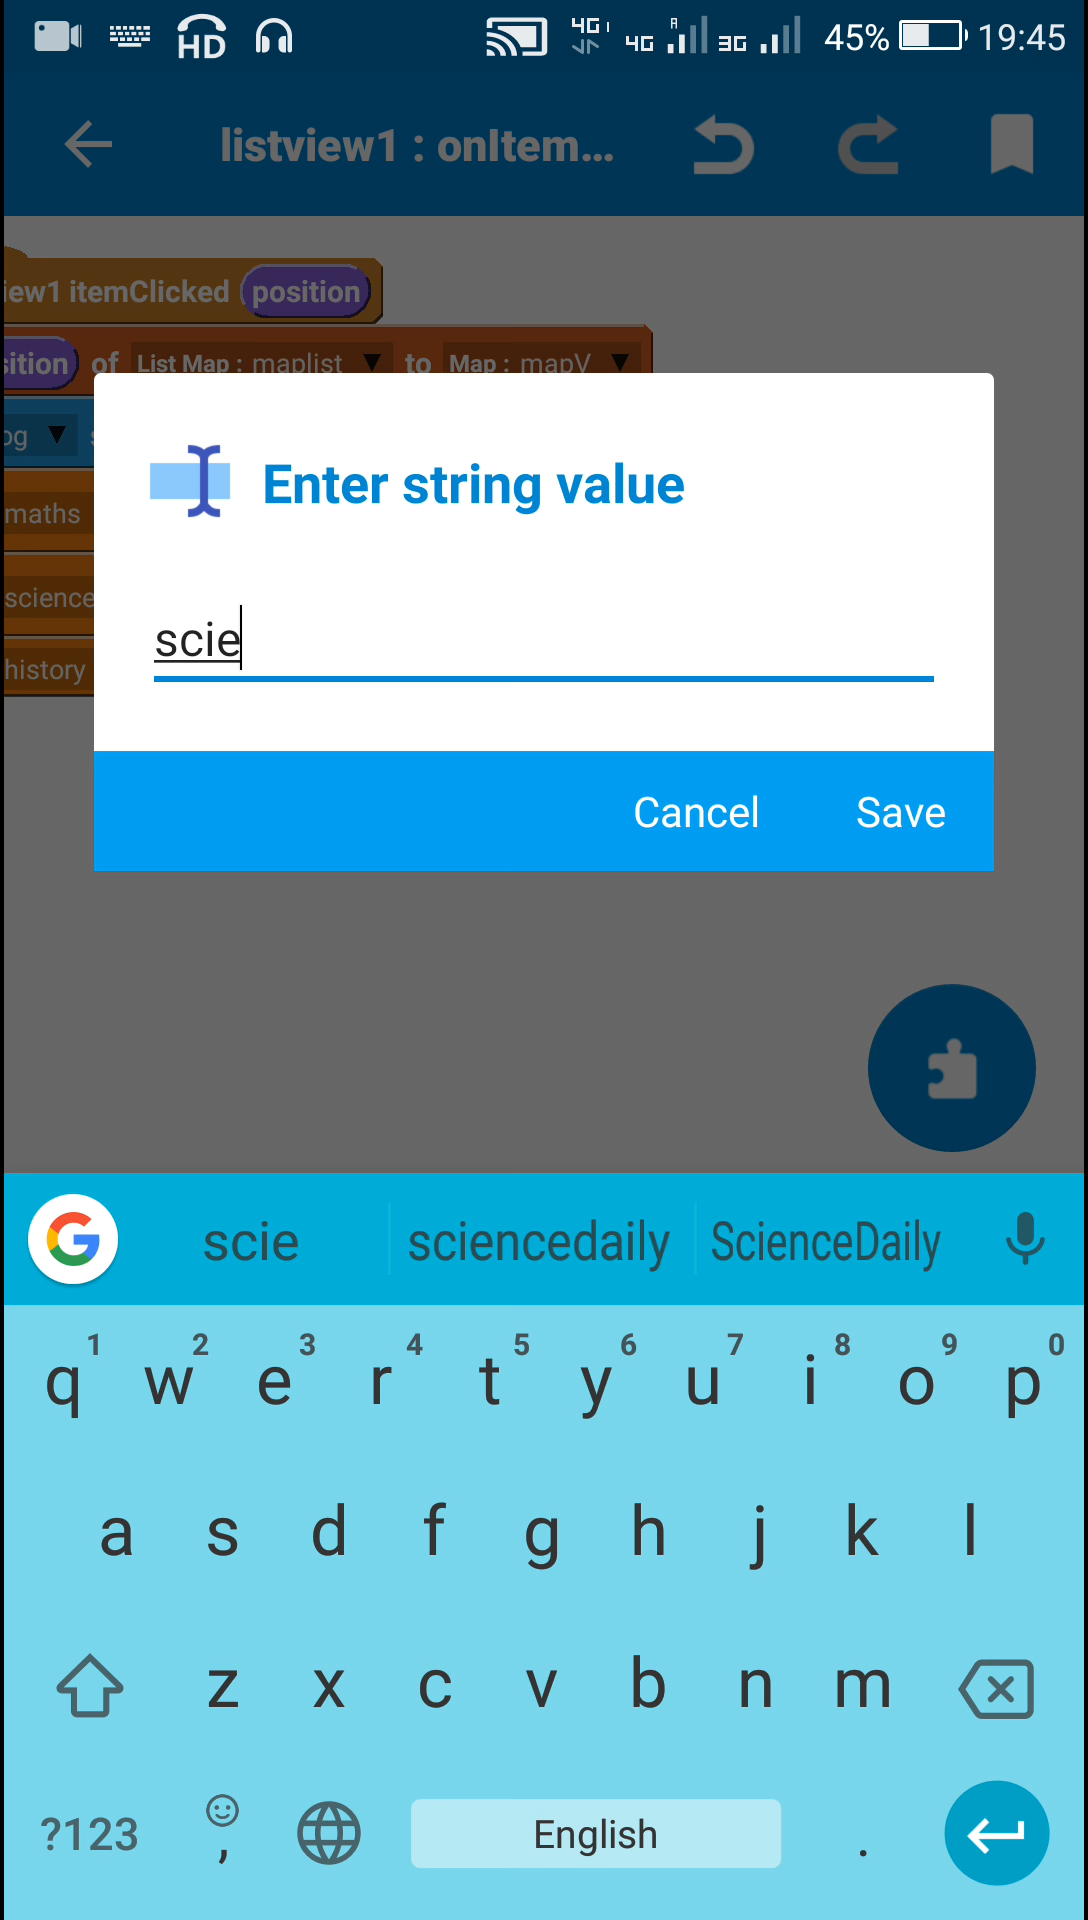 HD 4G 4G R 3G 45% 19:45
listview1 : onItem...
iew1 itemClicked position
sition of List Map : maplist to Map : mapV
og
maths
science
history
Enter string value
scie
Cancel Save
scie sciencedaily ScienceDaily
1 2 3 4 5 6 7 8 9 0
q w e r t y u i o p
a s d f g h j k l
z x c v b n m
?123 , English .